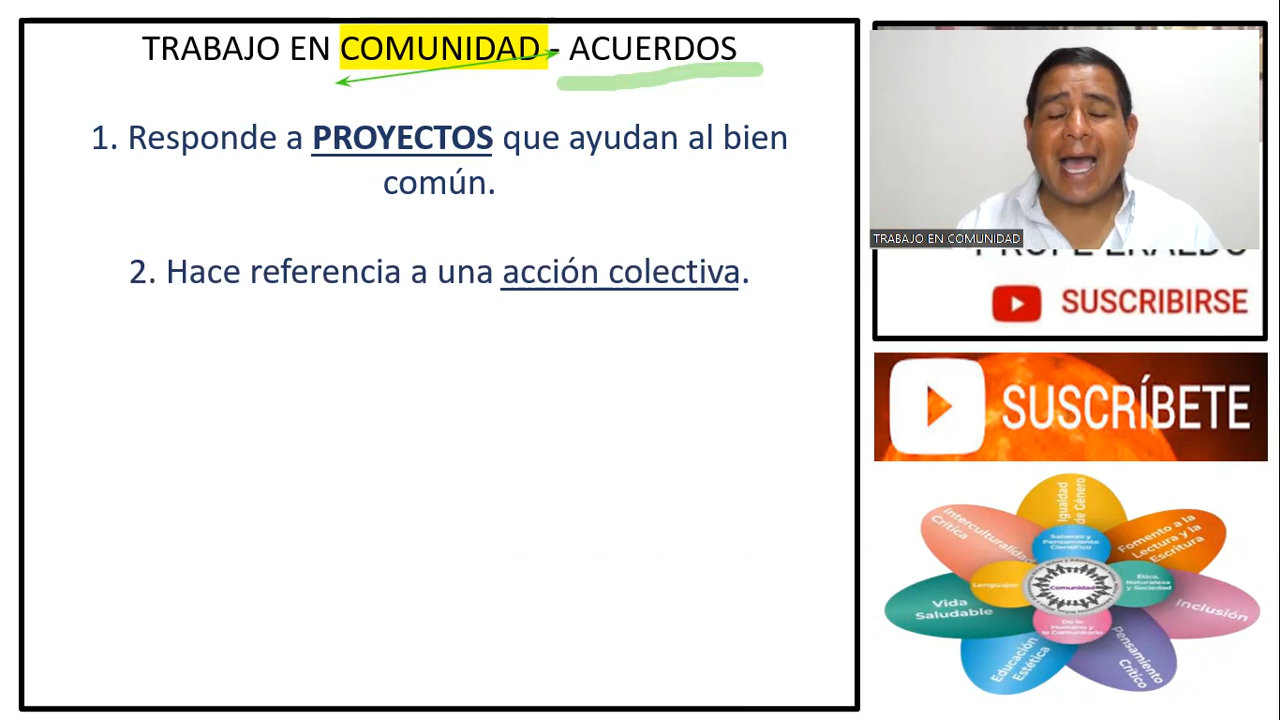 TRABAJO EN COMUNIDAD - ACUERDOS
1. Responde a PROYECTOS que ayudan al bien
común.
2. Hace referencia a una acción colectiva.
TRABAJO EN COMUNIDAD
SUSCRIBIRSE
SUSCRÍBETE
Igualdad
de Género
Interculturalidad
Crítica
Fomento a la
Lectura y la
Escritura
Saberes y
Pensamiento
Científico
Lenguajes
Comunidad
Ética,
Naturaleza
y Sociedad
Vida
Saludable
Inclusión
De lo
Humano y
lo Comunitario
Educación
Estética
Pensamiento
Crítico